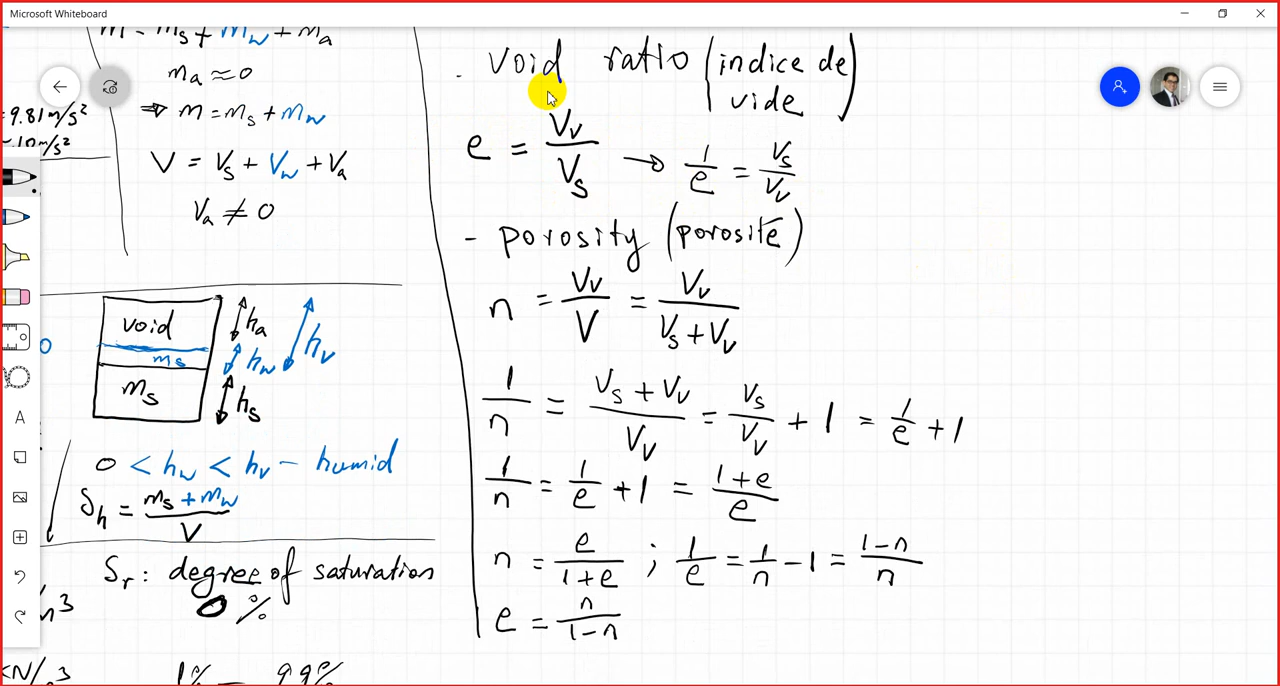 Microsoft Whiteboard
m = ms + mw + ma
ma ≈ 0
⇒ m = ms + mw
= 9.81 m/s²
~ 10 m/s²
V = Vs + Vw + Va
Va ≠ 0
void
ms
ms
ha
hw
hv
hs
0 < hw < hv - humid
δh = (ms + mw) / V
Sr : degree of saturation
0 %
/m³
KN/m³
1% — 99%
. void ratio (indice de
vide)
e = Vv / Vs → 1/e = Vs / Vv
- porosity (porosité)
n = Vv / V = Vv / (Vs + Vv)
1/n = (Vs + Vv) / Vv = Vs / Vv + 1 = 1/e + 1
1/n = 1/e + 1 = (1+e) / e
n = e / (1+e) ; 1/e = 1/n - 1 = (1-n) / n
e = n / (1-n)
A